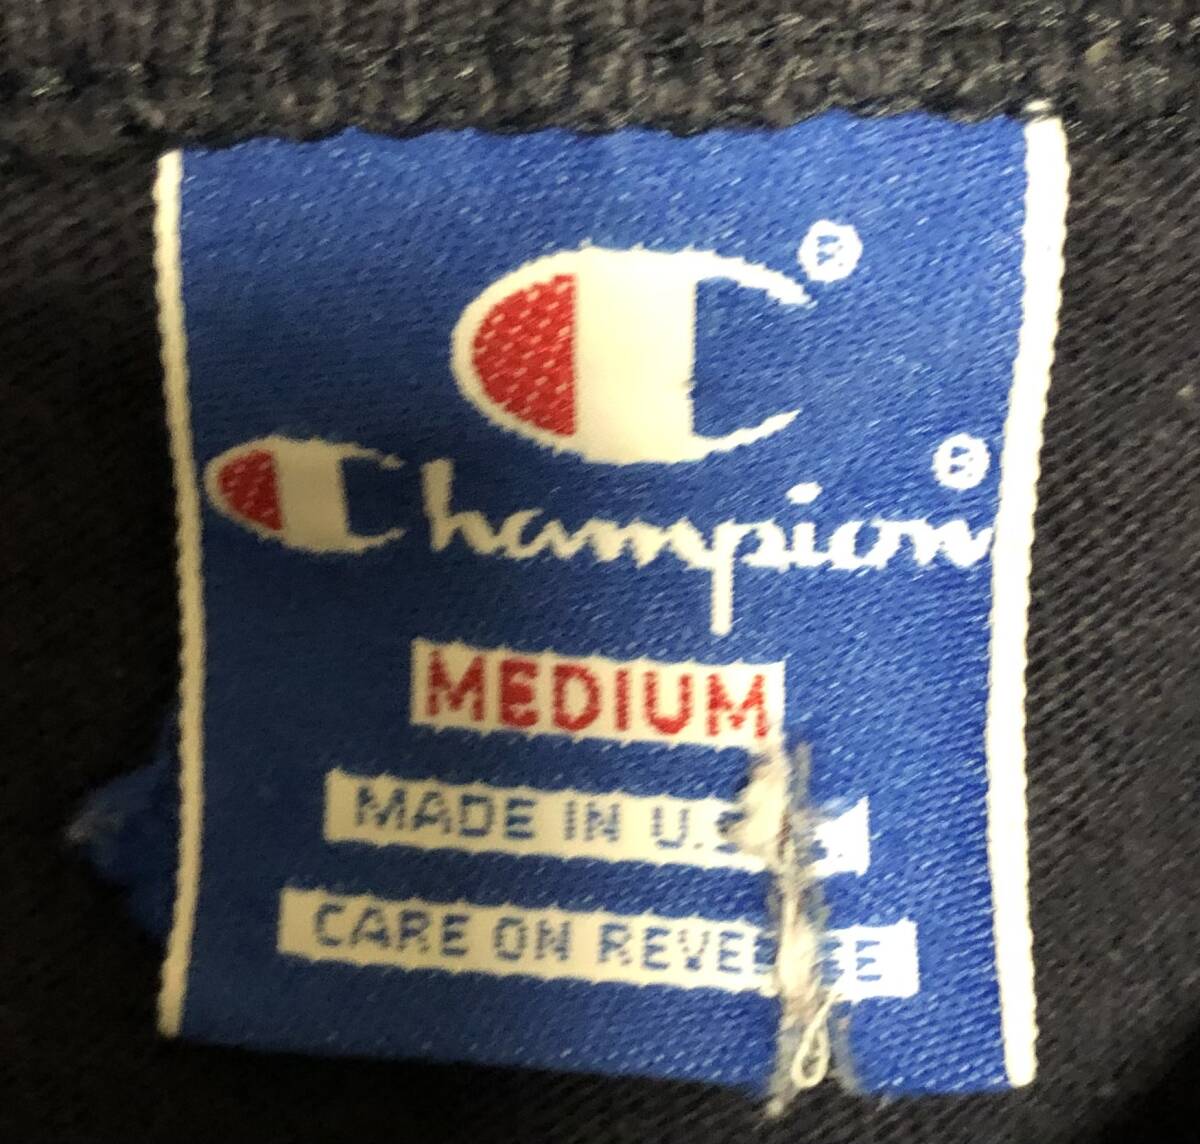 C®
Champion®
MEDIUM
MADE IN U.S.A.
CARE ON REVERSE